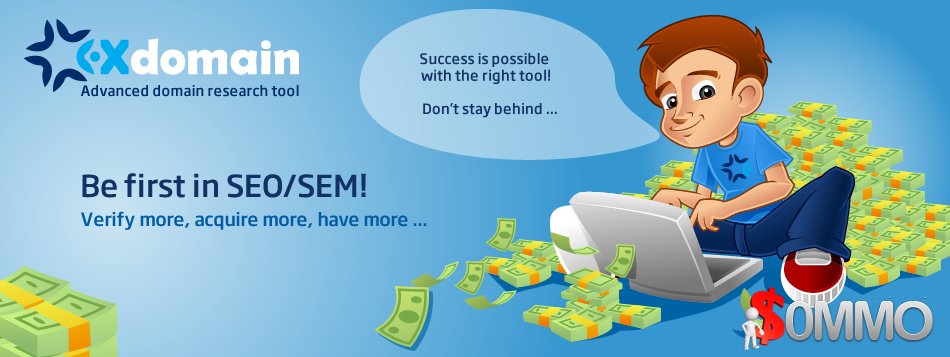 exdomain
Advanced domain research tool
Success is possible
with the right tool!
Don't stay behind ...
Be first in SEO/SEM!
Verify more, acquire more, have more ...
$0MMO